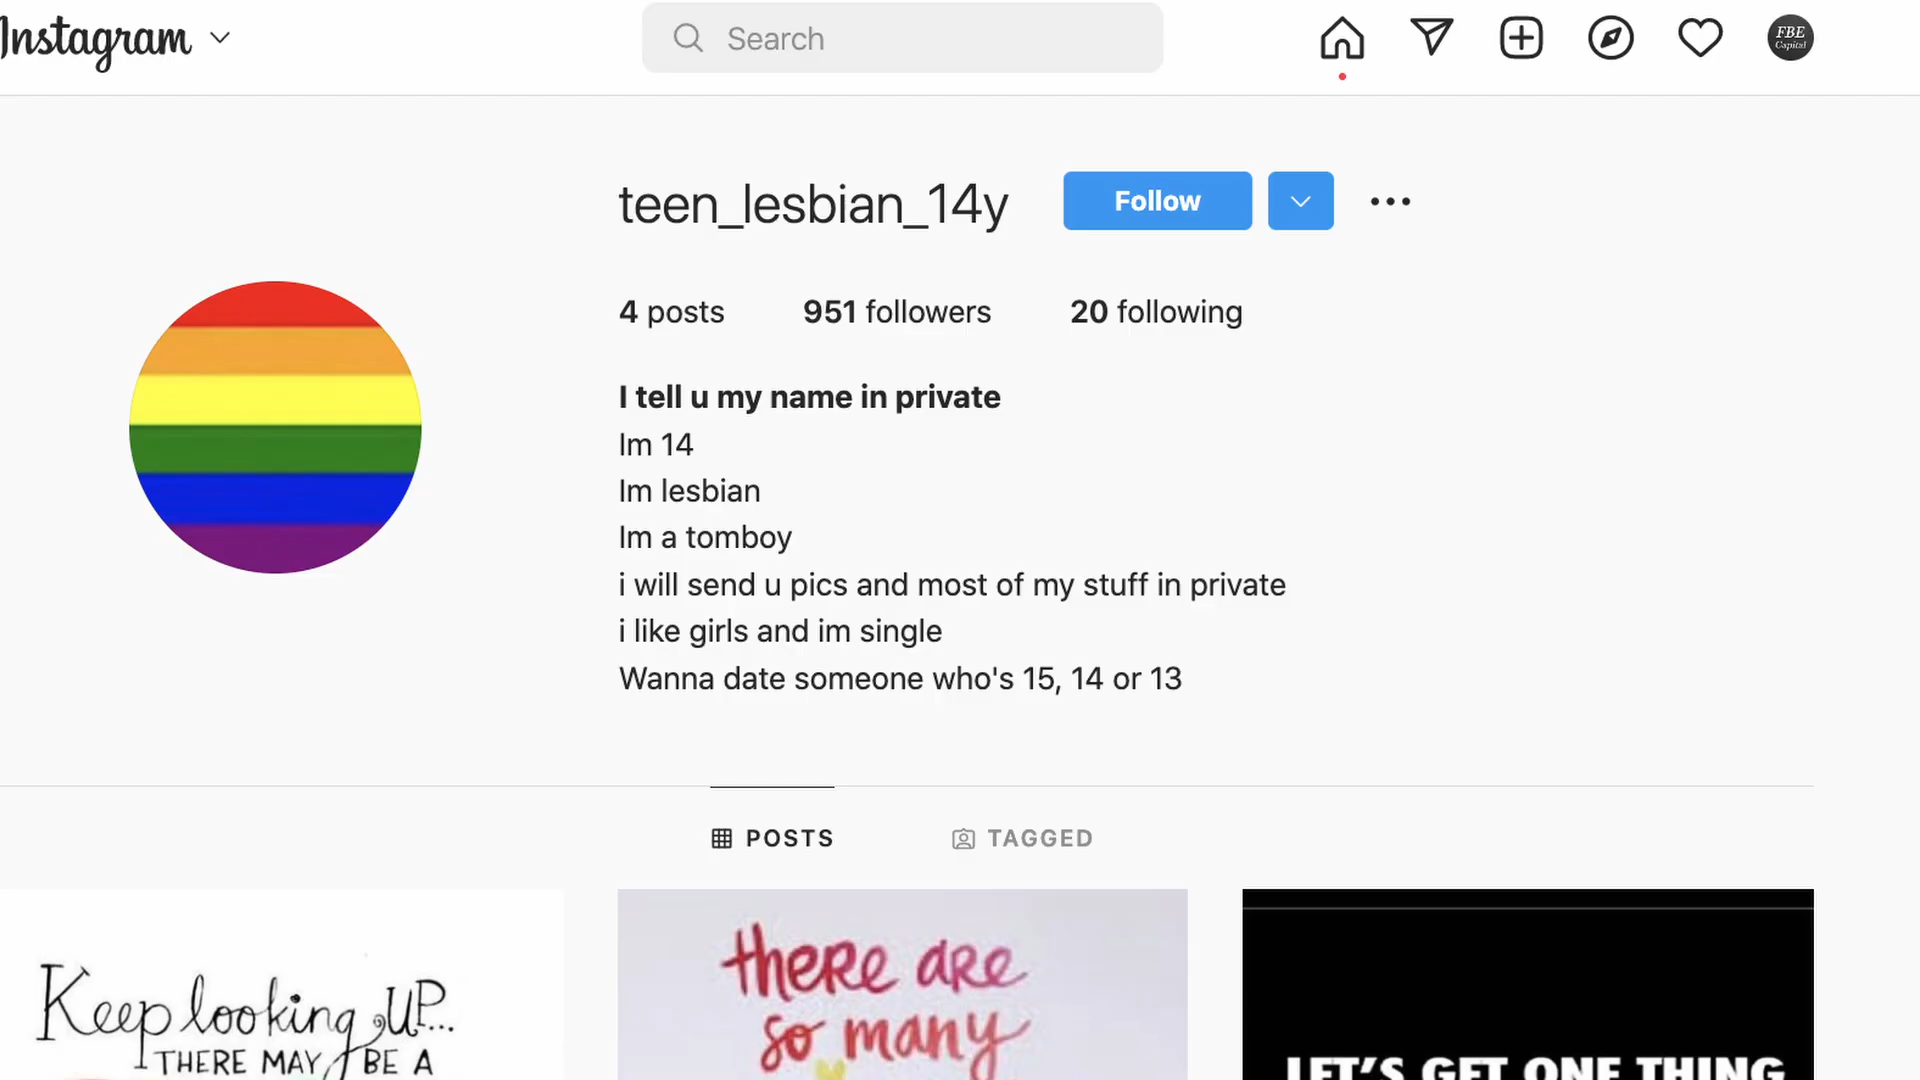 Instagram
Search
FBE
Capital
teen_lesbian_14y
Follow
4 posts
951 followers
20 following
I tell u my name in private
Im 14
Im lesbian
Im a tomboy
i will send u pics and most of my stuff in private
i like girls and im single
Wanna date someone who's 15, 14 or 13
POSTS
TAGGED
Keep looking UP...
THERE MAY BE A
there are
so many
LET'S GET ONE THING